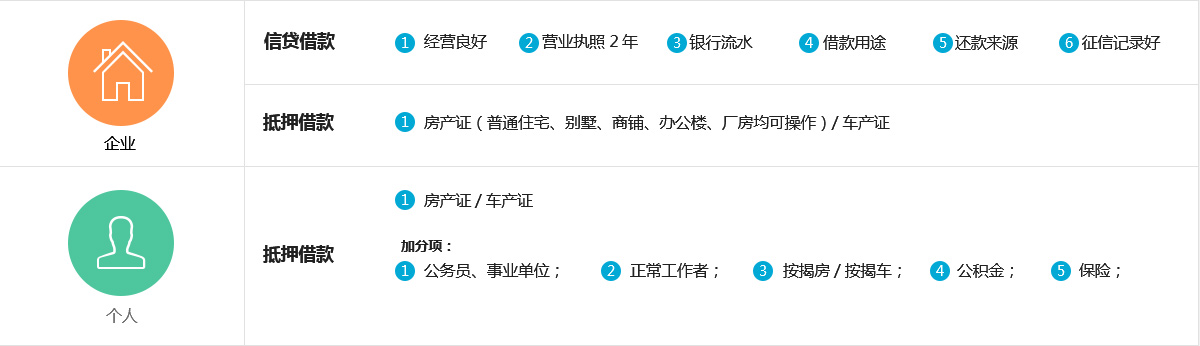 信贷借款
1 经营良好 2 营业执照2年 3 银行流水 4 借款用途 5 还款来源 6 征信记录好
企业
抵押借款
1 房产证(普通住宅、别墅、商铺、办公楼、厂房均可操作)/ 车产证
个人
抵押借款
1 房产证 / 车产证
加分项:
1 公务员、事业单位; 2 正常工作者; 3 按揭房 / 按揭车; 4 公积金; 5 保险;